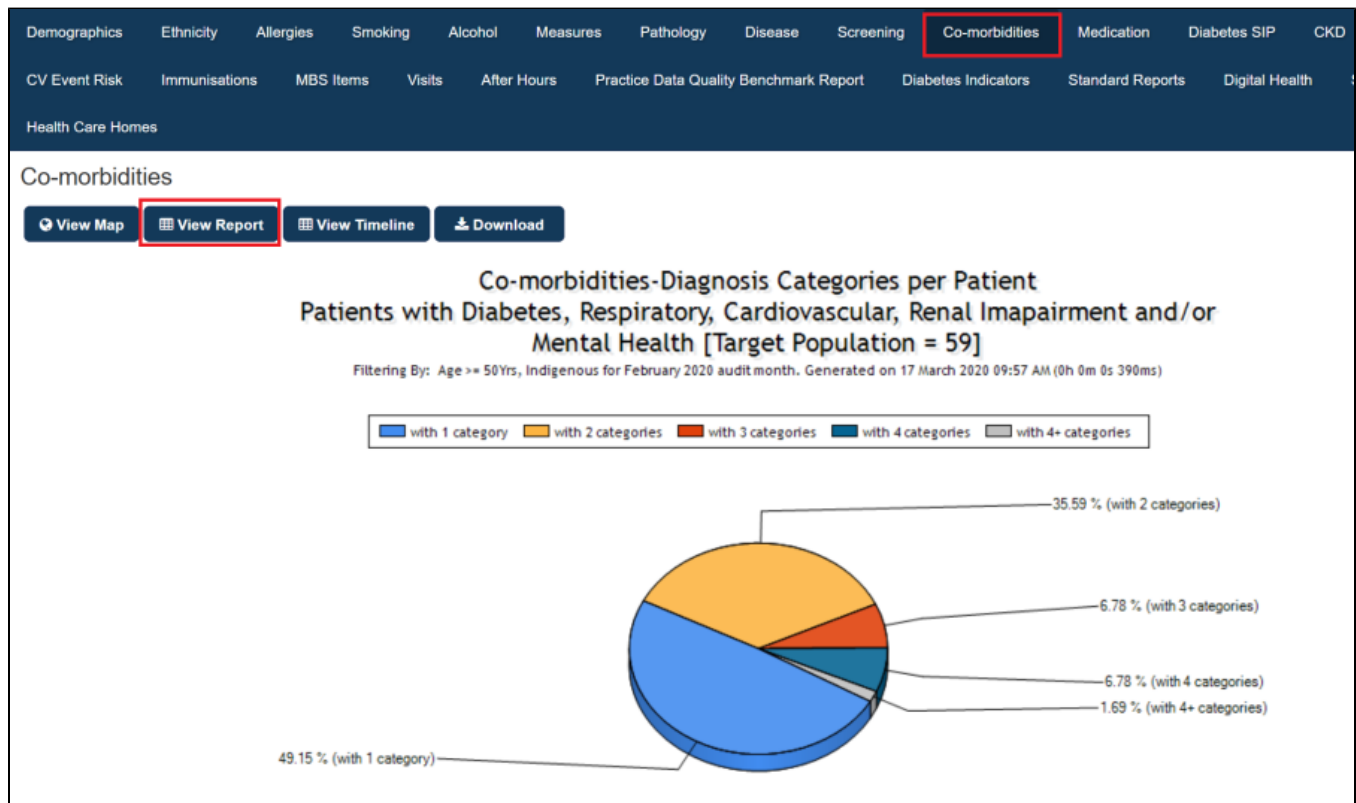 Demographics Ethnicity Allergies Smoking Alcohol Measures Pathology Disease Screening Co-morbidities Medication Diabetes SIP CKD
CV Event Risk Immunisations MBS Items Visits After Hours Practice Data Quality Benchmark Report Diabetes Indicators Standard Reports Digital Health
Health Care Homes
Co-morbidities
View Map View Report View Timeline Download
Co-morbidities-Diagnosis Categories per Patient
Patients with Diabetes, Respiratory, Cardiovascular, Renal Imapairment and/or
Mental Health [Target Population = 59]
Filtering By: Age >= 50Yrs, Indigenous for February 2020 audit month. Generated on 17 March 2020 09:57 AM (0h 0m 0s 390ms)
with 1 category with 2 categories with 3 categories with 4 categories with 4+ categories
35.59 % (with 2 categories)
6.78 % (with 3 categories)
6.78 % (with 4 categories)
1.69 % (with 4+ categories)
49.15 % (with 1 category)